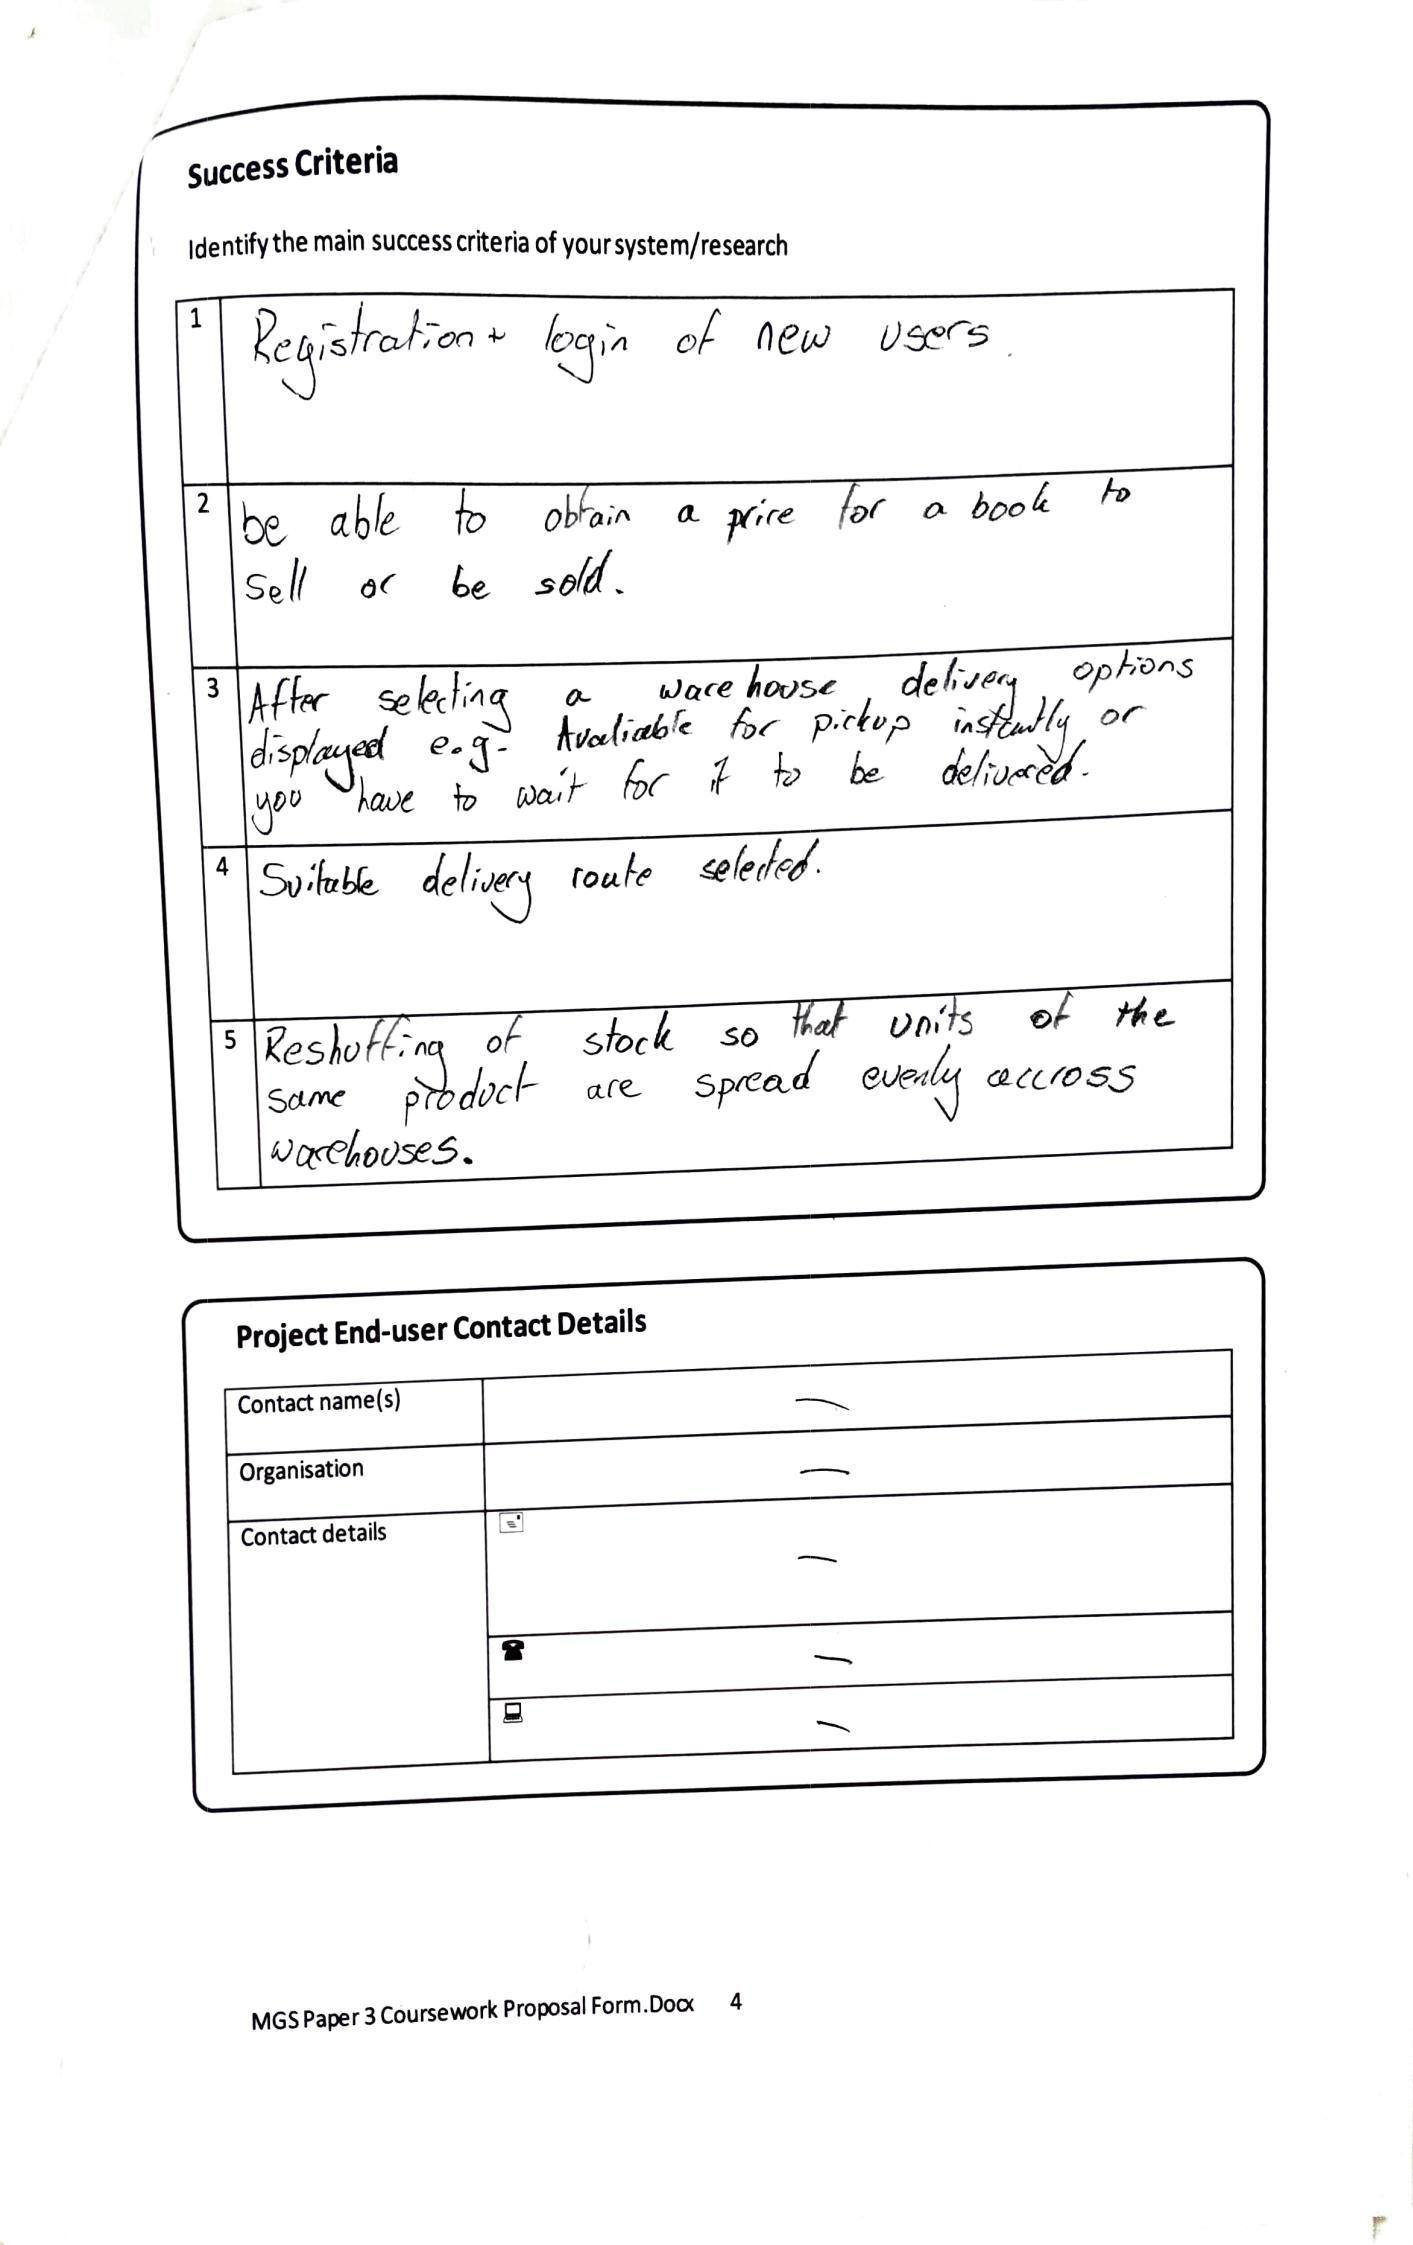 Success Criteria
Identify the main success criteria of your system/research
1 Registration + login of new users.
2 be able to obtain a price for a book to
sell or be sold.
3 After selecting a warehouse, delivery options
displayed e.g. Avaliable for pickup instantly or
you have to wait for it to be delivered.
4 Suitable delivery route selected.
5 Reshuffing of stock so that units of the
same product are spread evenly accross
warehouses.
Project End-user Contact Details
Contact name(s) —
Organisation —
Contact details —
—
—
MGS Paper 3 Coursework Proposal Form.Docx 4